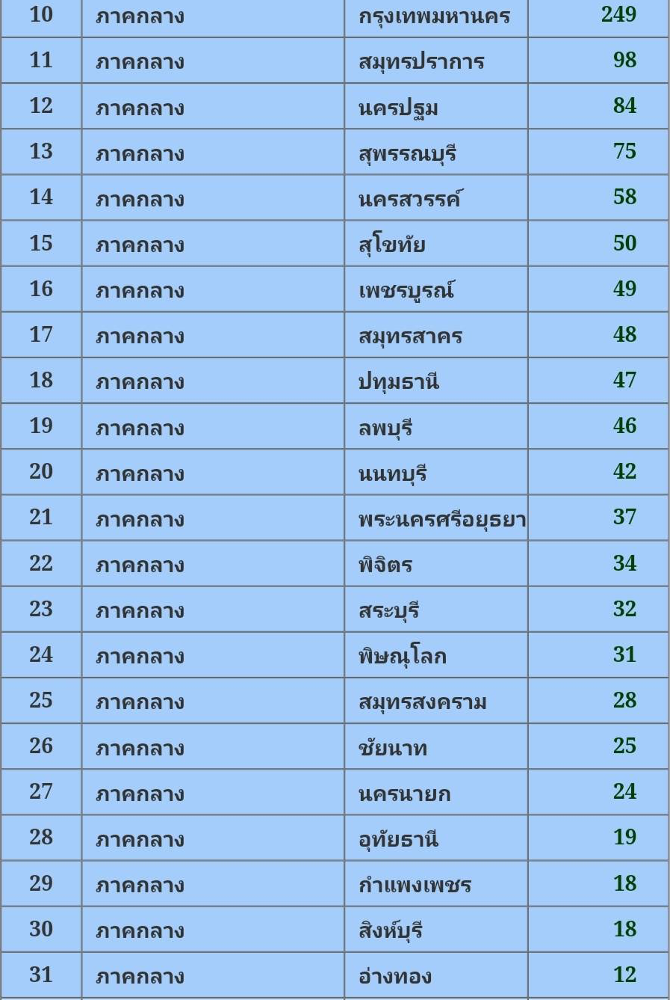 10 ภาคกลาง กรุงเทพมหานคร 249
11 ภาคกลาง สมุทรปราการ 98
12 ภาคกลาง นครปฐม 84
13 ภาคกลาง สุพรรณบุรี 75
14 ภาคกลาง นครสวรรค์ 58
15 ภาคกลาง สุโขทัย 50
16 ภาคกลาง เพชรบูรณ์ 49
17 ภาคกลาง สมุทรสาคร 48
18 ภาคกลาง ปทุมธานี 47
19 ภาคกลาง ลพบุรี 46
20 ภาคกลาง นนทบุรี 42
21 ภาคกลาง พระนครศรีอยุธยา 37
22 ภาคกลาง พิจิตร 34
23 ภาคกลาง สระบุรี 32
24 ภาคกลาง พิษณุโลก 31
25 ภาคกลาง สมุทรสงคราม 28
26 ภาคกลาง ชัยนาท 25
27 ภาคกลาง นครนายก 24
28 ภาคกลาง อุทัยธานี 19
29 ภาคกลาง กำแพงเพชร 18
30 ภาคกลาง สิงห์บุรี 18
31 ภาคกลาง อ่างทอง 12